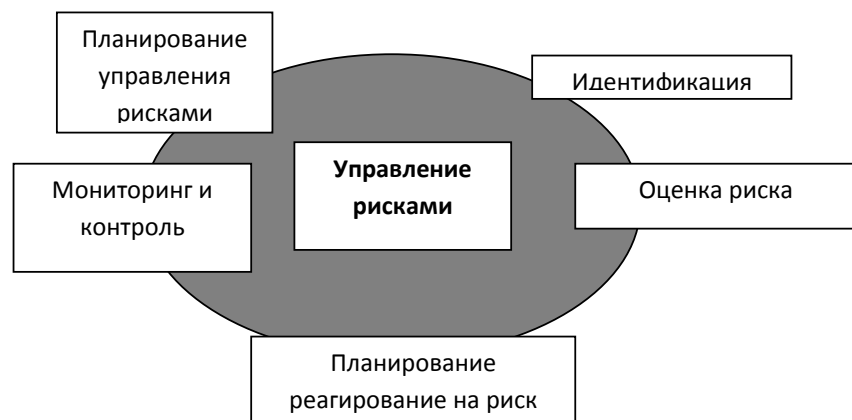 Планирование
управления
рисками
Идентификация
Управление
рисками
Мониторинг и
контроль
Оценка риска
Планирование
реагирование на риск